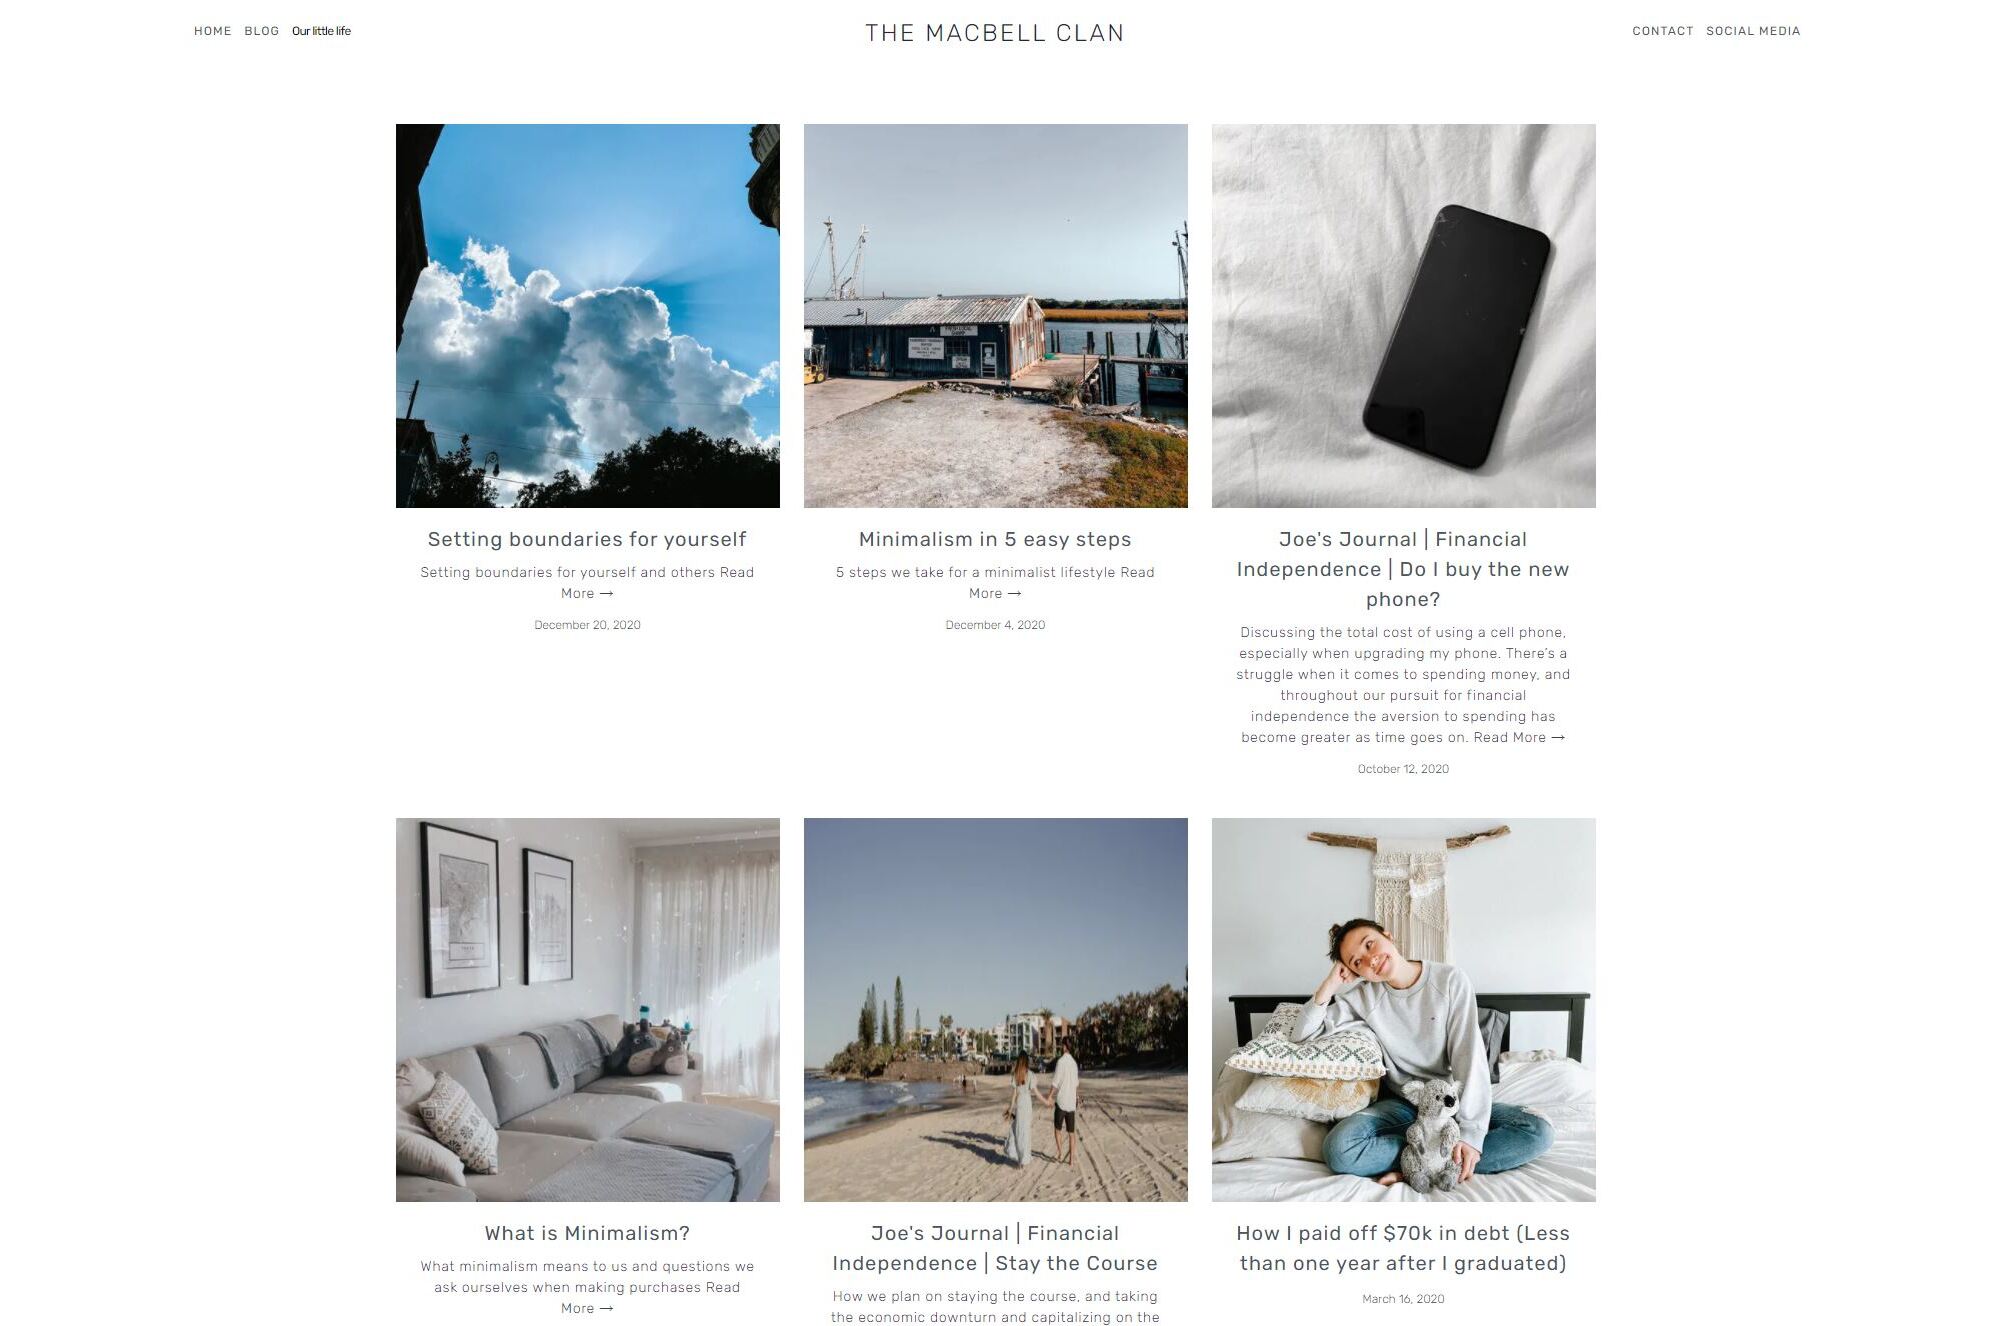 HOME BLOG Our little life
THE MACBELL CLAN
CONTACT SOCIAL MEDIA
Setting boundaries for yourself
Setting boundaries for yourself and others Read
More →
December 20, 2020
Minimalism in 5 easy steps
5 steps we take for a minimalist lifestyle Read
More →
December 4, 2020
Joe's Journal | Financial
Independence | Do I buy the new
phone?
Discussing the total cost of using a cell phone,
especially when upgrading my phone. There's a
struggle when it comes to spending money, and
throughout our pursuit for financial
independence the aversion to spending has
become greater as time goes on. Read More →
October 12, 2020
What is Minimalism?
What minimalism means to us and questions we
ask ourselves when making purchases Read
More →
Joe's Journal | Financial
Independence | Stay the Course
How we plan on staying the course, and taking
the economic downturn and capitalizing on the
How I paid off $70k in debt (Less
than one year after I graduated)
March 16, 2020